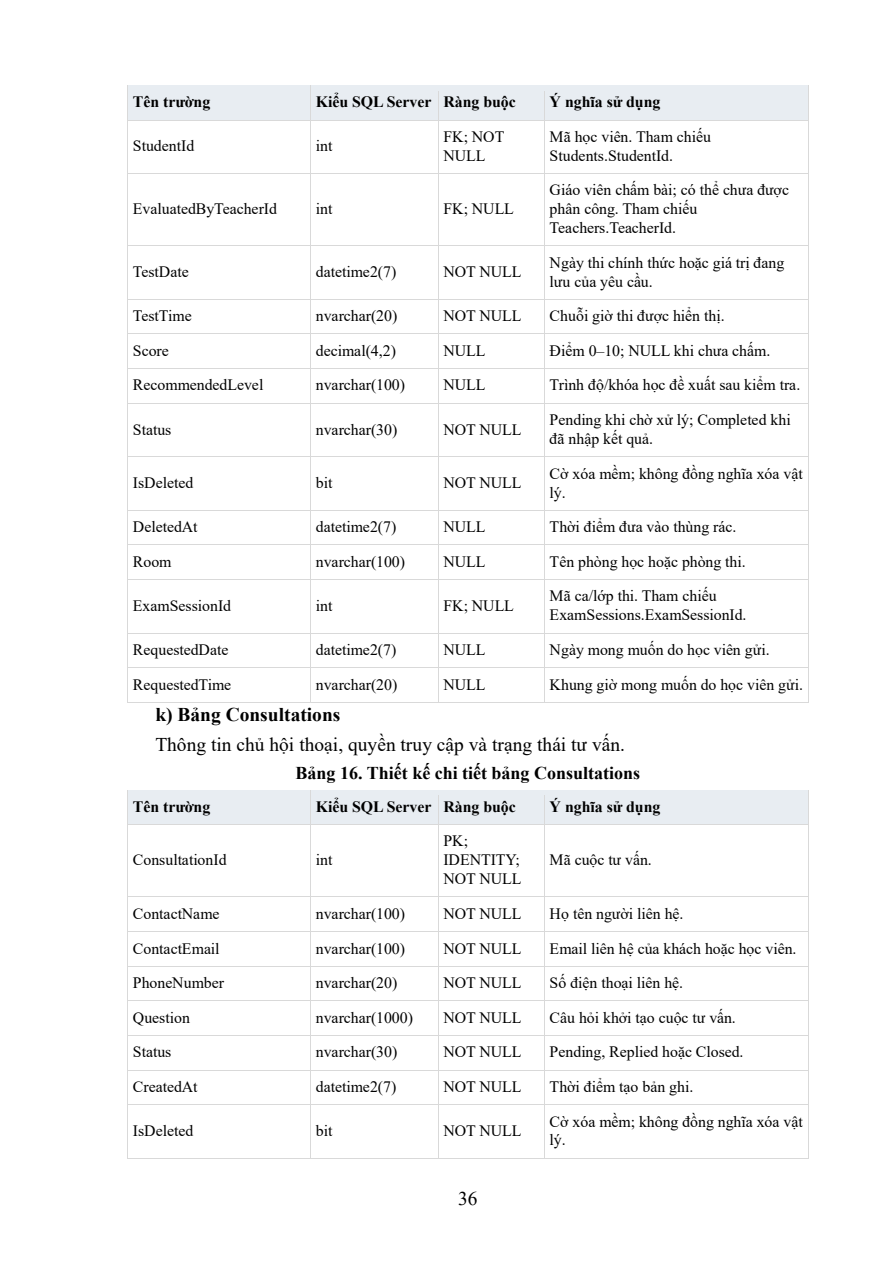 Tên trường Kiểu SQL Server Ràng buộc Ý nghĩa sử dụng
StudentId int FK; NOT NULL Mã học viên. Tham chiếu Students.StudentId.
EvaluatedByTeacherId int FK; NULL Giáo viên chấm bài; có thể chưa được phân công. Tham chiếu Teachers.TeacherId.
TestDate datetime2(7) NOT NULL Ngày thi chính thức hoặc giá trị đang lưu của yêu cầu.
TestTime nvarchar(20) NOT NULL Chuỗi giờ thi được hiển thị.
Score decimal(4,2) NULL Điểm 0–10; NULL khi chưa chấm.
RecommendedLevel nvarchar(100) NULL Trình độ/khóa học đề xuất sau kiểm tra.
Status nvarchar(30) NOT NULL Pending khi chờ xử lý; Completed khi đã nhập kết quả.
IsDeleted bit NOT NULL Cờ xóa mềm; không đồng nghĩa xóa vật lý.
DeletedAt datetime2(7) NULL Thời điểm đưa vào thùng rác.
Room nvarchar(100) NULL Tên phòng học hoặc phòng thi.
ExamSessionId int FK; NULL Mã ca/lớp thi. Tham chiếu ExamSessions.ExamSessionId.
RequestedDate datetime2(7) NULL Ngày mong muốn do học viên gửi.
RequestedTime nvarchar(20) NULL Khung giờ mong muốn do học viên gửi.
k) Bảng Consultations
Thông tin chủ hội thoại, quyền truy cập và trạng thái tư vấn.
Bảng 16. Thiết kế chi tiết bảng Consultations
Tên trường Kiểu SQL Server Ràng buộc Ý nghĩa sử dụng
ConsultationId int PK; IDENTITY; NOT NULL Mã cuộc tư vấn.
ContactName nvarchar(100) NOT NULL Họ tên người liên hệ.
ContactEmail nvarchar(100) NOT NULL Email liên hệ của khách hoặc học viên.
PhoneNumber nvarchar(20) NOT NULL Số điện thoại liên hệ.
Question nvarchar(1000) NOT NULL Câu hỏi khởi tạo cuộc tư vấn.
Status nvarchar(30) NOT NULL Pending, Replied hoặc Closed.
CreatedAt datetime2(7) NOT NULL Thời điểm tạo bản ghi.
IsDeleted bit NOT NULL Cờ xóa mềm; không đồng nghĩa xóa vật lý.
36